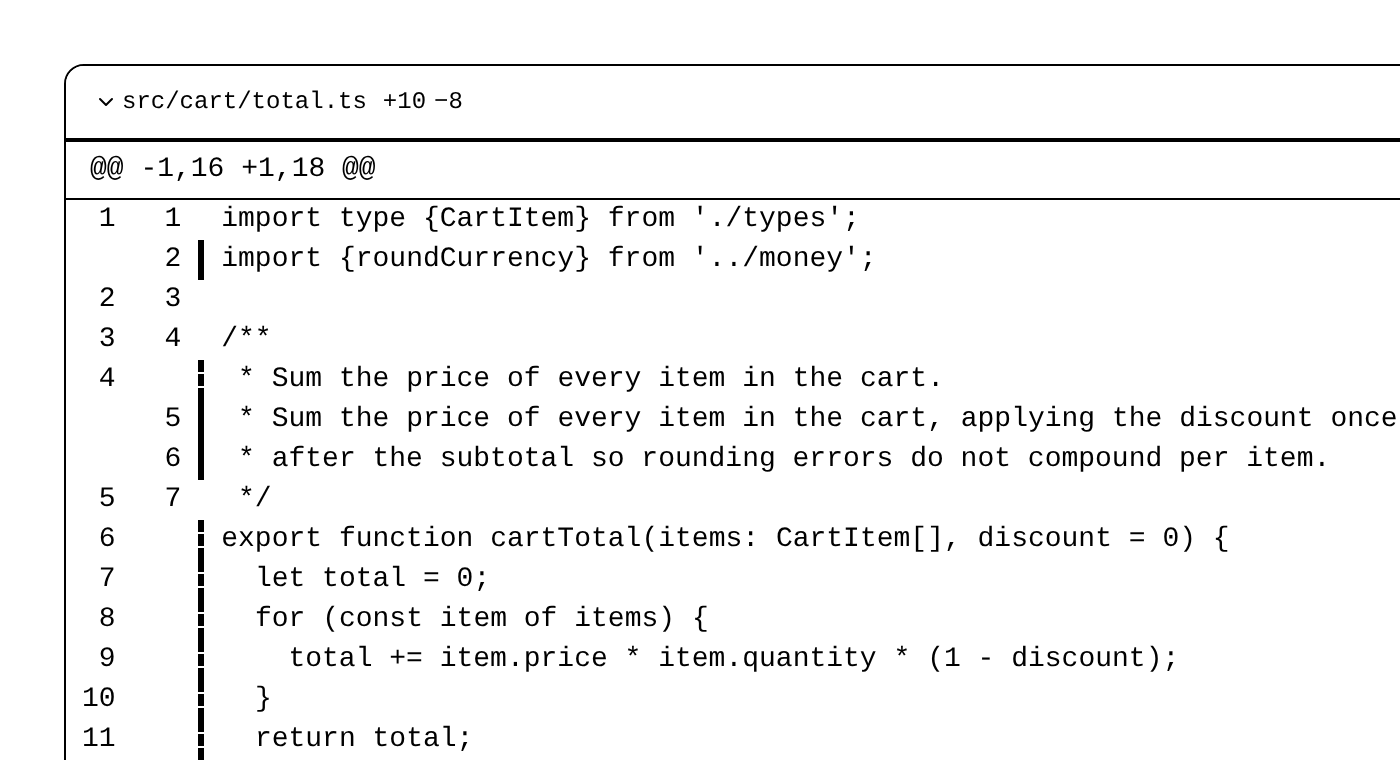 src/cart/total.ts +10 −8
@@ -1,16 +1,18 @@
1 1 import type {CartItem} from './types';
2 import {roundCurrency} from '../money';
2 3
3 4 /**
4 * Sum the price of every item in the cart.
5 * Sum the price of every item in the cart, applying the discount once
6 * after the subtotal so rounding errors do not compound per item.
5 7 */
6 export function cartTotal(items: CartItem[], discount = 0) {
7 let total = 0;
8 for (const item of items) {
9 total += item.price * item.quantity * (1 - discount);
10 }
11 return total;